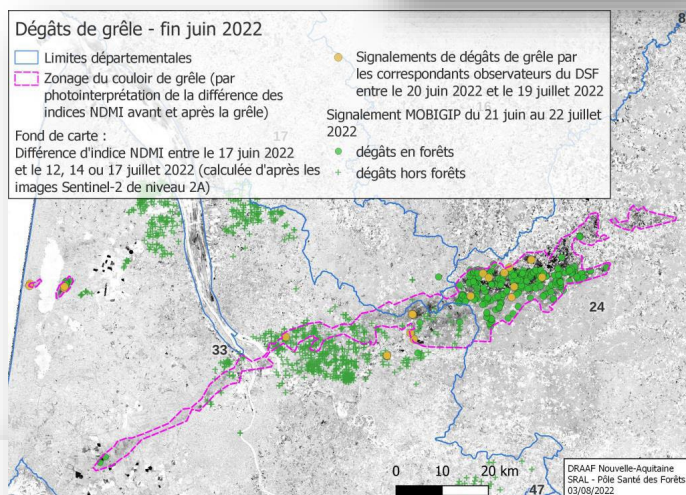 Dégâts de grêle - fin juin 2022
Limites départementales
Zonage du couloir de grêle (par
photointerprétation de la différence des
indices NDMI avant et après la grêle)
Fond de carte :
Différence d'indice NDMI entre le 17 juin 2022
et le 12, 14 ou 17 juillet 2022 (calculée d'après les
images Sentinel-2 de niveau 2A)
Signalements de dégâts de grêle par
les correspondants observateurs du DSF
entre le 20 juin 2022 et le 19 juillet 2022
Signalement MOBIGIP du 21 juin au 22 juillet
2022
dégâts en forêts
dégâts hors forêts
17
16
8
24
33
47
0 10 20 km
DRAAF Nouvelle-Aquitaine
SRAL - Pôle Santé des Forêts
03/08/2022